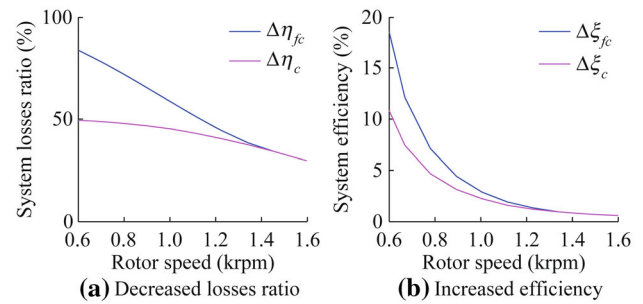 100
50
0
System losses ratio (%)
Δη_fc
Δη_c
0.6 0.8 1.0 1.2 1.4 1.6
Rotor speed (krpm)
(a) Decreased losses ratio
20
15
10
5
0
System efficiency (%)
Δξ_fc
Δξ_c
0.6 0.8 1.0 1.2 1.4 1.6
Rotor speed (krpm)
(b) Increased efficiency